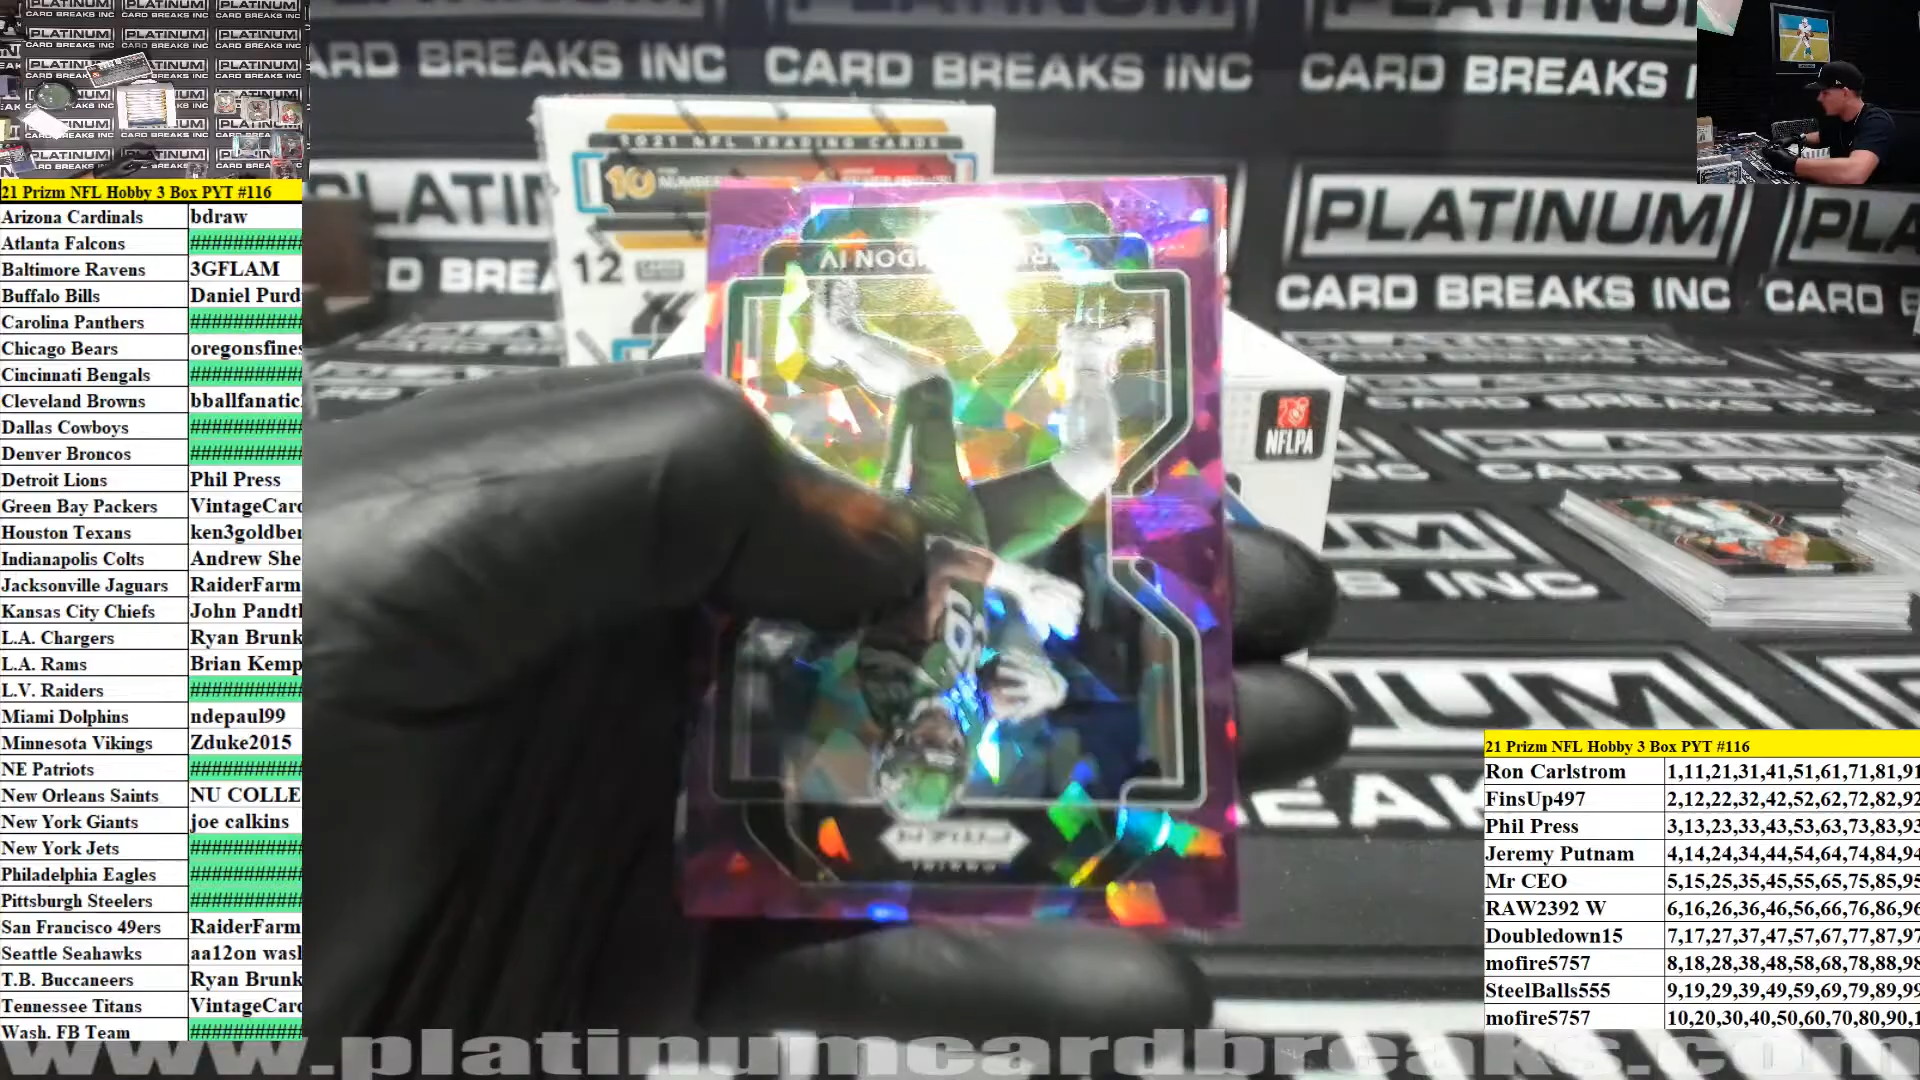 21 Prizm NFL Hobby 3 Box PYT #116
Arizona Cardinals bdraw
Atlanta Falcons ############
Baltimore Ravens 3GFLAM
Buffalo Bills Daniel Purd
Carolina Panthers ############
Chicago Bears oregonsfines
Cincinnati Bengals ############
Cleveland Browns bballfanatic
Dallas Cowboys ############
Denver Broncos ############
Detroit Lions Phil Press
Green Bay Packers VintageCard
Houston Texans ken3goldber
Indianapolis Colts Andrew She
Jacksonville Jaguars RaiderFarm
Kansas City Chiefs John Pandt
L.A. Chargers Ryan Brunk
L.A. Rams Brian Kemp
L.V. Raiders ############
Miami Dolphins ndepaul99
Minnesota Vikings Zduke2015
NE Patriots ############
New Orleans Saints NU COLLE
New York Giants joe calkins
New York Jets ############
Philadelphia Eagles ############
Pittsburgh Steelers ############
San Francisco 49ers RaiderFarm
Seattle Seahawks aa12on wasl
T.B. Buccaneers Ryan Brunk
Tennessee Titans VintageCard
Wash. FB Team ############
PLATINUM
CARD BREAKS INC
CARD BREAKS INC
2021 NFL TRADING CARDS
10
12
PLATINUM
CARD BREAKS INC
NFLPA
PRIZM
21 Prizm NFL Hobby 3 Box PYT #116
Ron Carlstrom 1,11,21,31,41,51,61,71,81,91
FinsUp497 2,12,22,32,42,52,62,72,82,92
Phil Press 3,13,23,33,43,53,63,73,83,93
Jeremy Putnam 4,14,24,34,44,54,64,74,84,94
Mr CEO 5,15,25,35,45,55,65,75,85,95
RAW2392 W 6,16,26,36,46,56,66,76,86,96
Doubledown15 7,17,27,37,47,57,67,77,87,97
mofire5757 8,18,28,38,48,58,68,78,88,98
SteelBalls555 9,19,29,39,49,59,69,79,89,99
mofire5757 10,20,30,40,50,60,70,80,90,1
www.platinumcardbreaks.com